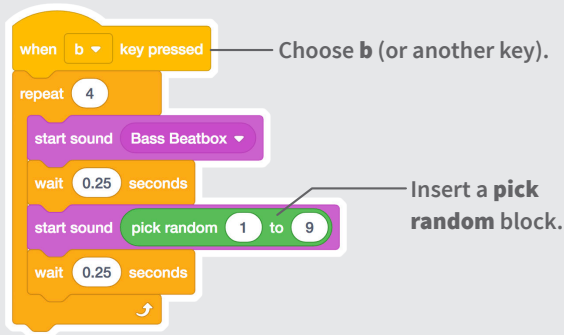 when b key pressed
Choose b (or another key).
repeat 4
start sound Bass Beatbox
wait 0.25 seconds
Insert a pick
random block.
start sound pick random 1 to 9
wait 0.25 seconds